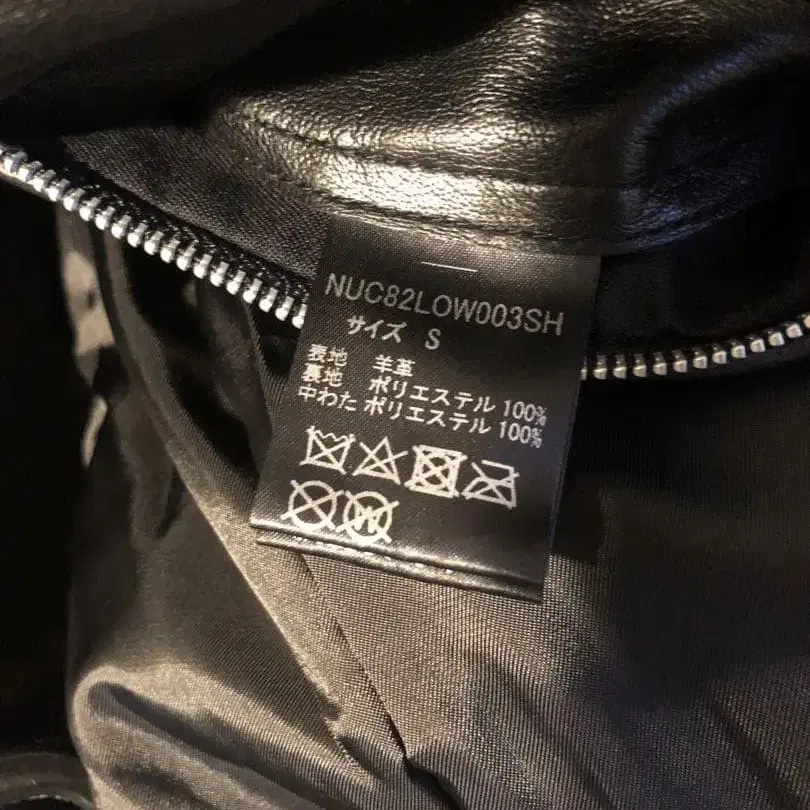 NUC82LOW003SH
サイズ S
表地 羊革
裏地 ポリエステル 100%
中わた ポリエステル 100%
W